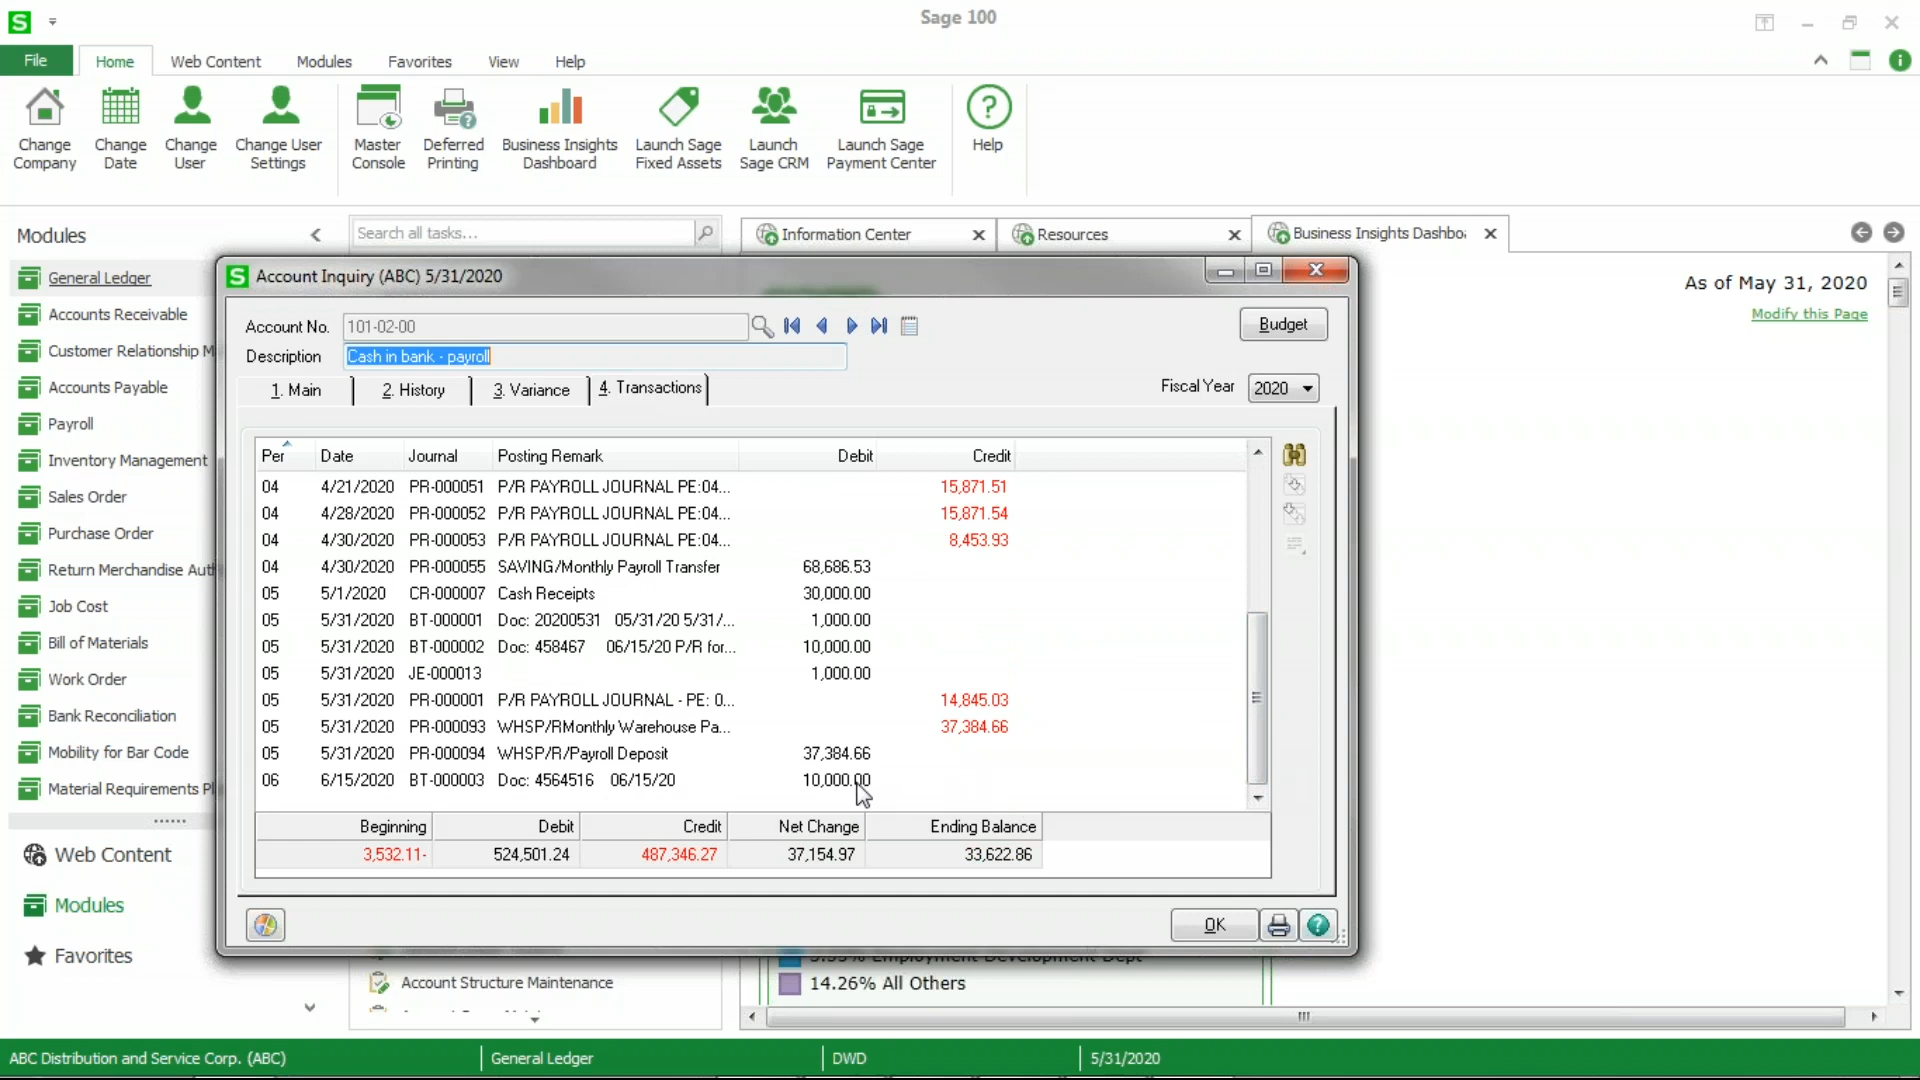 S
Sage 100
File Home Web Content Modules Favorites View Help
Change Company
Change Date
Change User
Change User Settings
Master Console
Deferred Printing
Business Insights Dashboard
Launch Sage Fixed Assets
Launch Sage CRM
Launch Sage Payment Center
Help
Modules
Search all tasks...
Information Center
Resources
Business Insights Dashbo
General Ledger
Accounts Receivable
Customer Relationship M
Accounts Payable
Payroll
Inventory Management
Sales Order
Purchase Order
Return Merchandise Auth
Job Cost
Bill of Materials
Work Order
Bank Reconciliation
Mobility for Bar Code
Material Requirements Pl
Web Content
Modules
Favorites
As of May 31, 2020
Modify this Page
S Account Inquiry (ABC) 5/31/2020
Account No. 101-02-00
Budget
Description Cash in bank - payroll
1. Main 2. History 3. Variance 4. Transactions
Fiscal Year 2020
Per Date Journal Posting Remark Debit Credit
04 4/21/2020 PR-000051 P/R PAYROLL JOURNAL PE:04... 15,871.51
04 4/28/2020 PR-000052 P/R PAYROLL JOURNAL PE:04... 15,871.54
04 4/30/2020 PR-000053 P/R PAYROLL JOURNAL PE:04... 8,453.93
04 4/30/2020 PR-000055 SAVING/Monthly Payroll Transfer 68,686.53
05 5/1/2020 CR-000007 Cash Receipts 30,000.00
05 5/31/2020 BT-000001 Doc: 20200531 05/31/20 5/31/... 1,000.00
05 5/31/2020 BT-000002 Doc: 458467 06/15/20 P/R for... 10,000.00
05 5/31/2020 JE-000013 1,000.00
05 5/31/2020 PR-000001 P/R PAYROLL JOURNAL - PE: 0... 14,845.03
05 5/31/2020 PR-000093 WHSP/RMonthly Warehouse Pa... 37,384.66
05 5/31/2020 PR-000094 WHSP/R/Payroll Deposit 37,384.66
06 6/15/2020 BT-000003 Doc: 4564516 06/15/20 10,000.00
Beginning Debit Credit Net Change Ending Balance
3,532.11- 524,501.24 487,346.27 37,154.97 33,622.86
OK
Account Structure Maintenance
14.26% All Others
ABC Distribution and Service Corp. (ABC) General Ledger DWD 5/31/2020